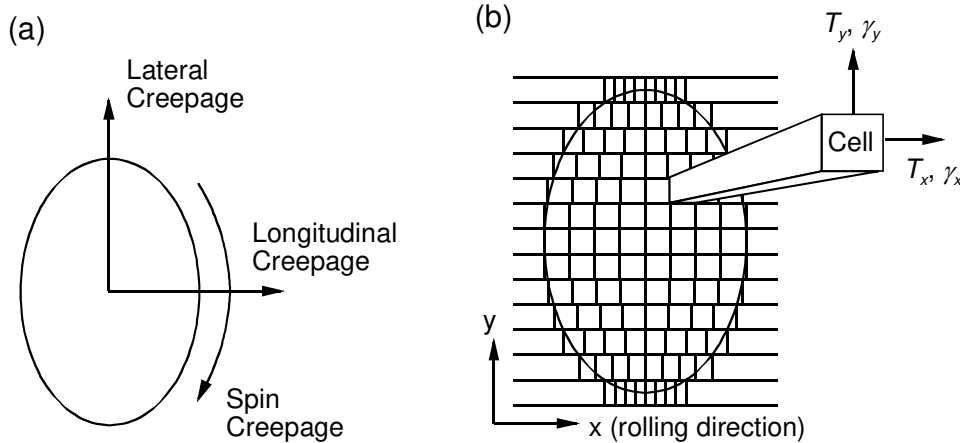 (a)
Lateral
Creepage
Longitudinal
Creepage
Spin
Creepage
(b)
T_y, γ_y
Cell
T_x, γ_x
y
x (rolling direction)